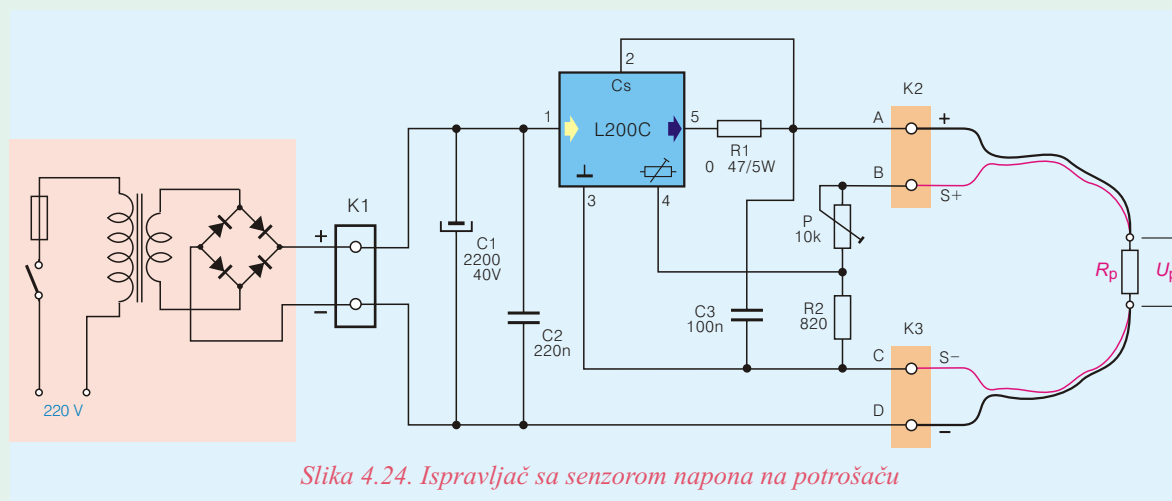 220 V
K1
+
−
C1
2200
40V
C2
220n
1
2
Cs
L200C
5
3
4
R1
0 47/5W
C3
100n
P
10k
R2
820
K2
A
+
B
S+
K3
C
S−
D
−
Rp
Up
Slika 4.24. Ispravljač sa senzorom napona na potrošaču